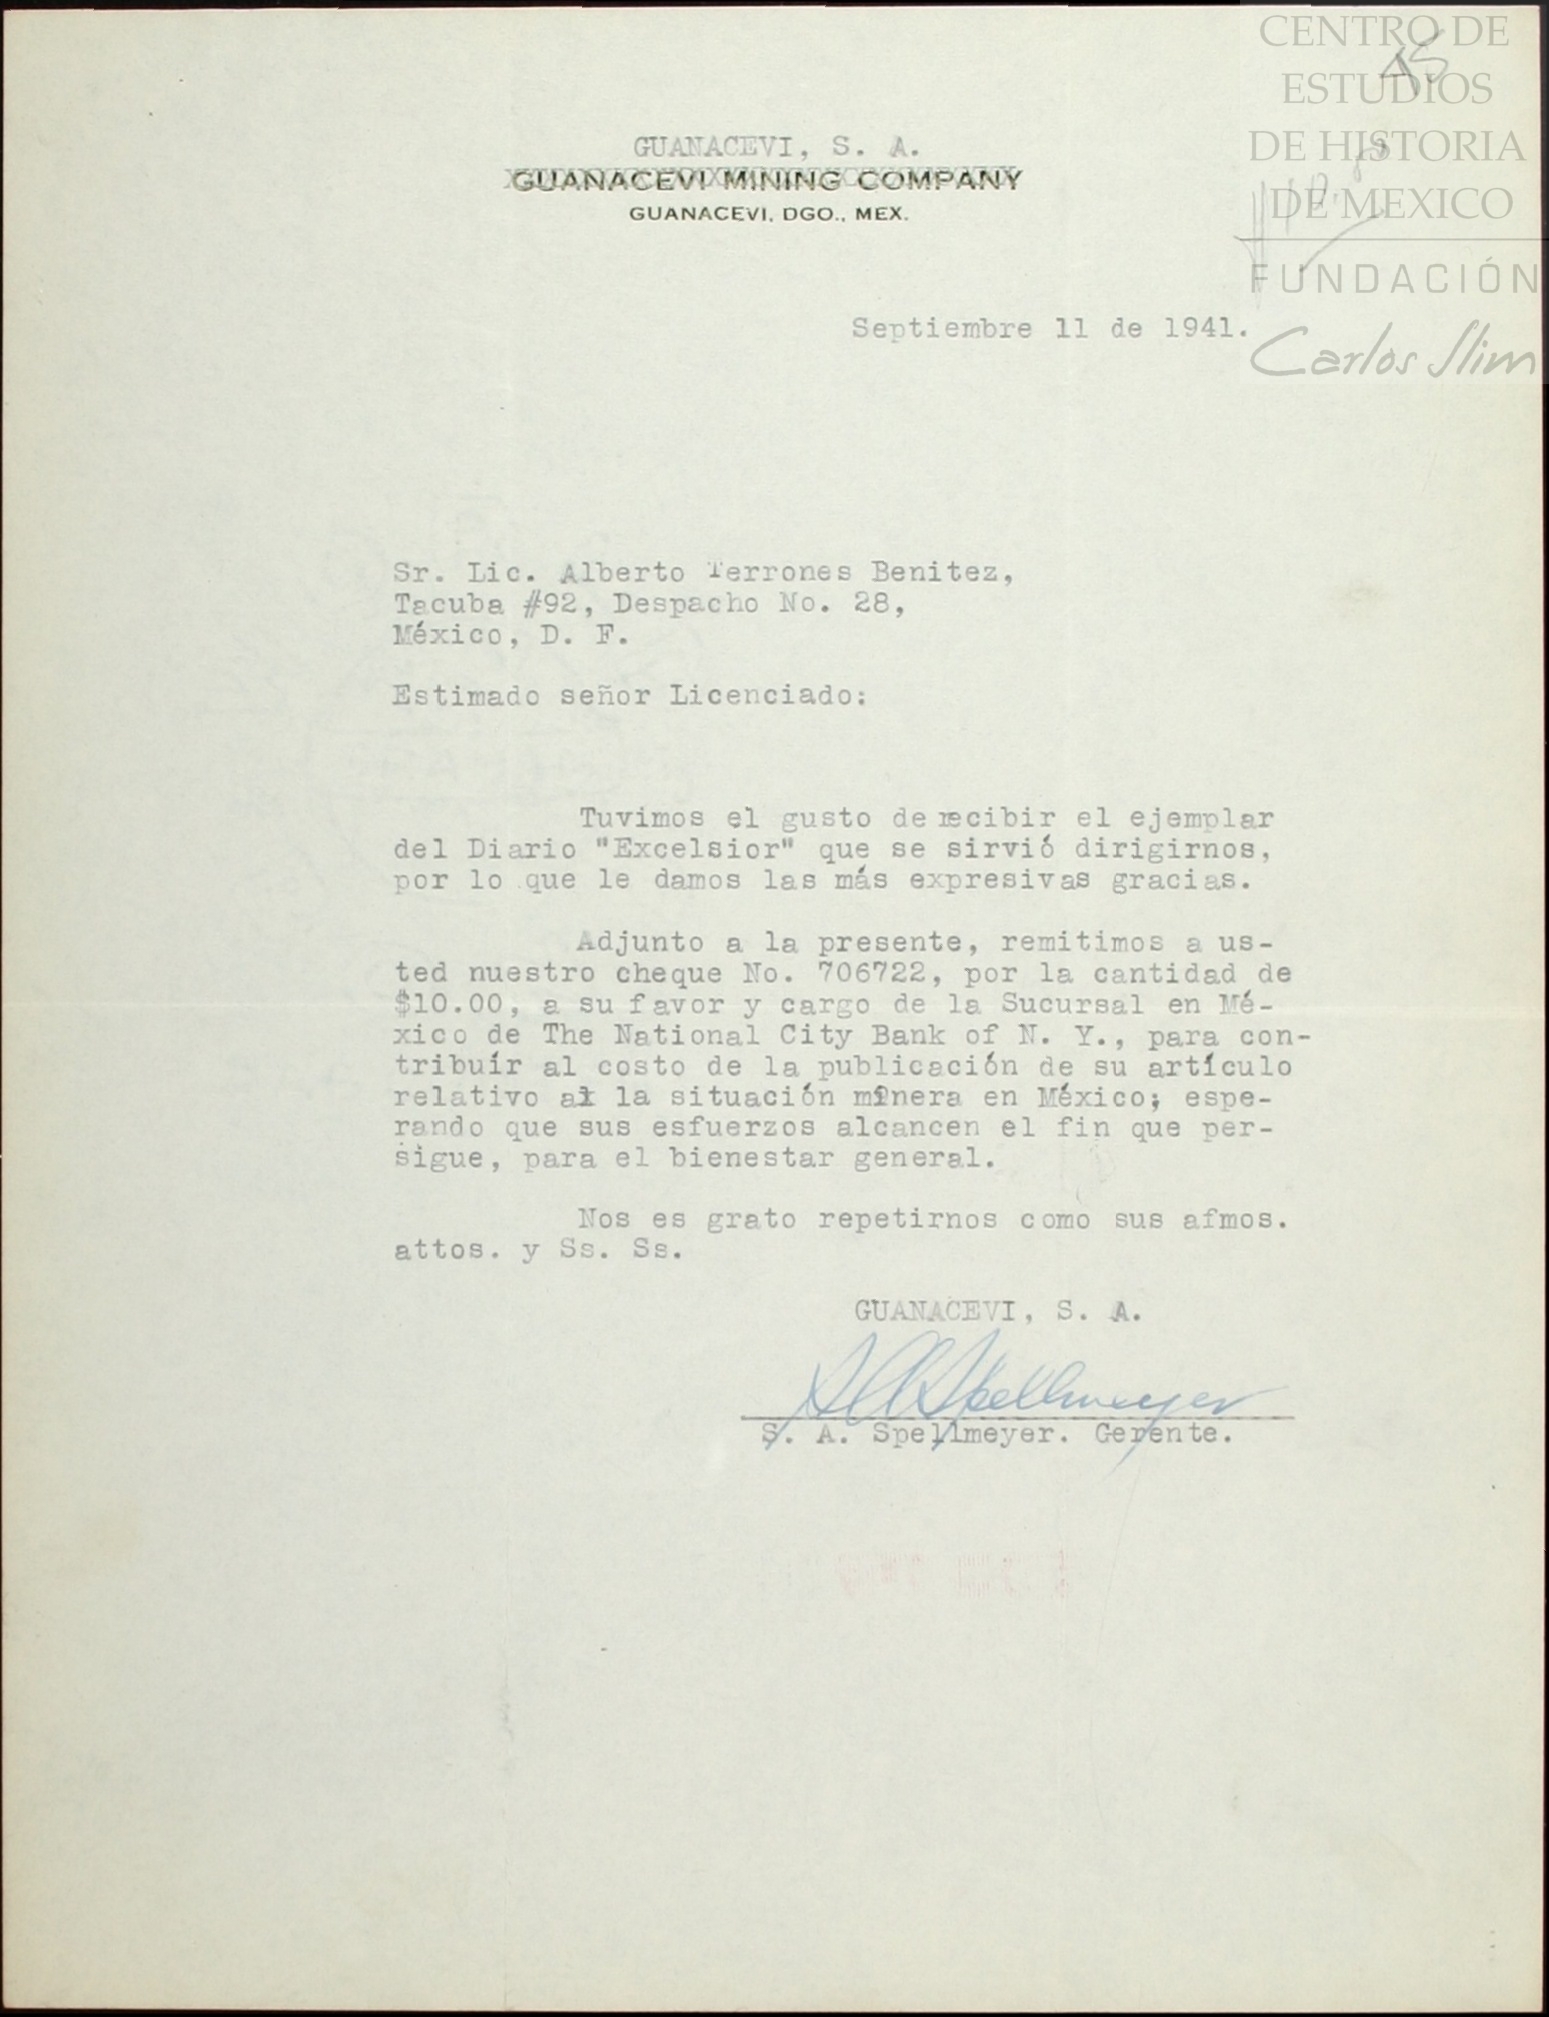 CENTRO DE
ESTUDIOS
DE HISTORIA
DE MEXICO
FUNDACIÓN
Carlos Slim
GUANACEVI, S. A.
GUANACEVI MINING COMPANY
GUANACEVI, DGO., MEX.
Septiembre 11 de 1941.
Sr. Lic. Alberto Terrones Benitez,
Tacuba #92, Despacho No. 28,
México, D. F.
Estimado señor Licenciado:
Tuvimos el gusto de recibir el ejemplar
del Diario "Excelsior" que se sirvió dirigirnos,
por lo que le damos las más expresivas gracias.
Adjunto a la presente, remitimos a us-
ted nuestro cheque No. 706722, por la cantidad de
$10.00, a su favor y cargo de la Sucursal en Mé-
xico de The National City Bank of N. Y., para con-
tribuír al costo de la publicación de su artículo
relativo a la situación minera en México; espe-
rando que sus esfuerzos alcancen el fin que per-
sigue, para el bienestar general.
Nos es grato repetirnos como sus afmos.
attos. y Ss. Ss.
GUANACEVI, S. A.
S A Spellmeyer
S. A. Spellmeyer. Gerente.